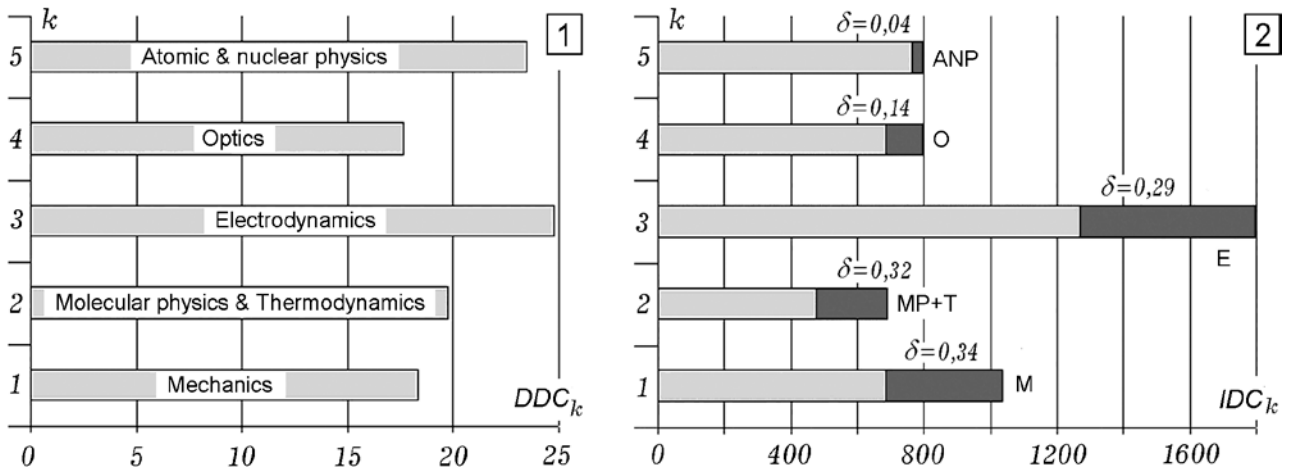 k
1
5
Atomic & nuclear physics
4
Optics
3
Electrodynamics
2
Molecular physics & Thermodynamics
1
Mechanics
DDCk
0 5 10 15 20 25
k
2
δ=0,04
5
ANP
δ=0,14
4
O
δ=0,29
3
E
δ=0,32
2
MP+T
δ=0,34
1
M
IDCk
0 400 800 1200 1600